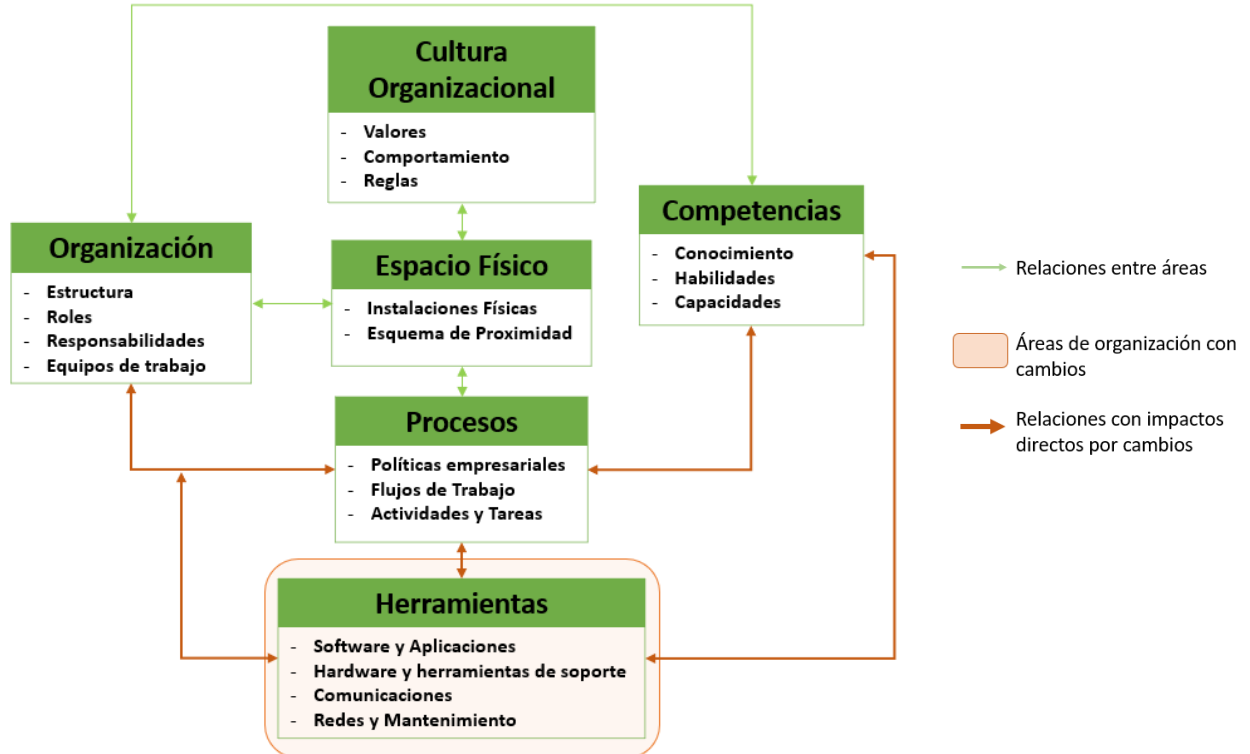 Cultura
Organizacional
- Valores
- Comportamiento
- Reglas
Organización
- Estructura
- Roles
- Responsabilidades
- Equipos de trabajo
Espacio Físico
- Instalaciones Físicas
- Esquema de Proximidad
Competencias
- Conocimiento
- Habilidades
- Capacidades
Procesos
- Políticas empresariales
- Flujos de Trabajo
- Actividades y Tareas
Herramientas
- Software y Aplicaciones
- Hardware y herramientas de soporte
- Comunicaciones
- Redes y Mantenimiento
Relaciones entre áreas
Áreas de organización con
cambios
Relaciones con impactos
directos por cambios